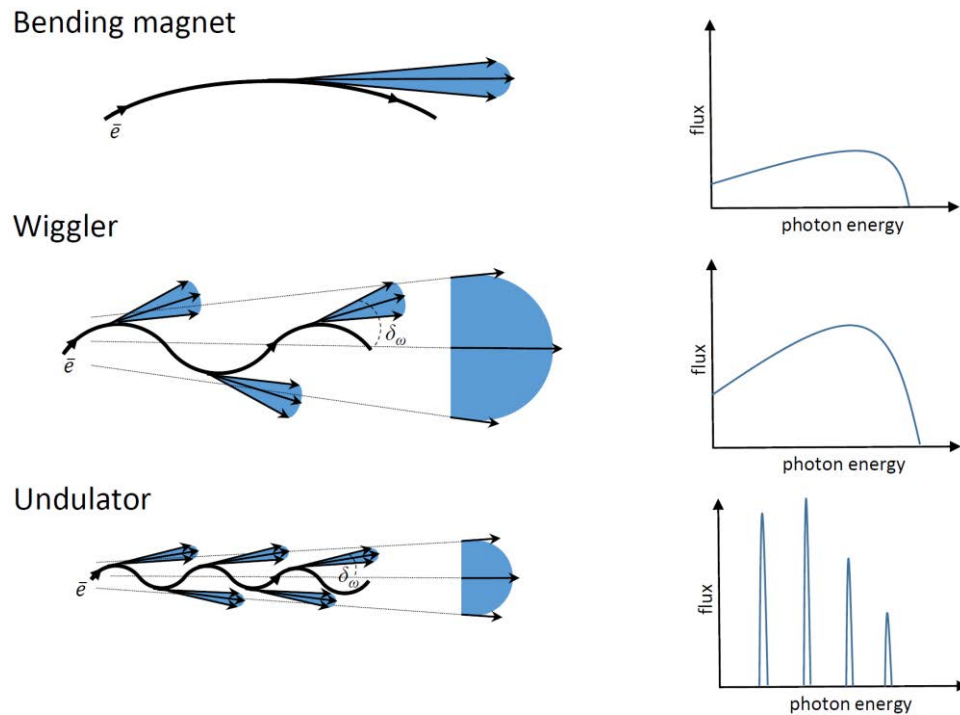 Bending magnet
ē
flux
photon energy
Wiggler
ē
δω
flux
photon energy
Undulator
ē
δω
flux
photon energy